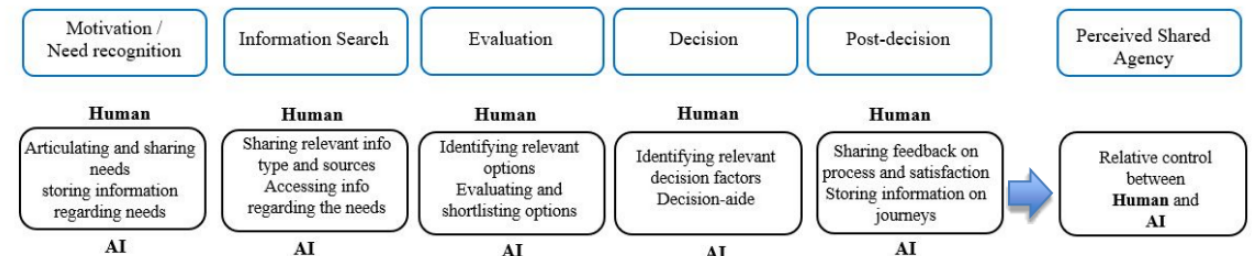 Motivation /
Need recognition
Information Search
Evaluation
Decision
Post-decision
Perceived Shared
Agency
Human
Human
Human
Human
Human
Articulating and sharing
needs
storing information
regarding needs
Sharing relevant info
type and sources
Accessing info
regarding the needs
Identifying relevant
options
Evaluating and
shortlisting options
Identifying relevant
decision factors
Decision-aide
Sharing feedback on
process and satisfaction
Storing information on
journeys
Relative control
between
Human and
AI
AI
AI
AI
AI
AI